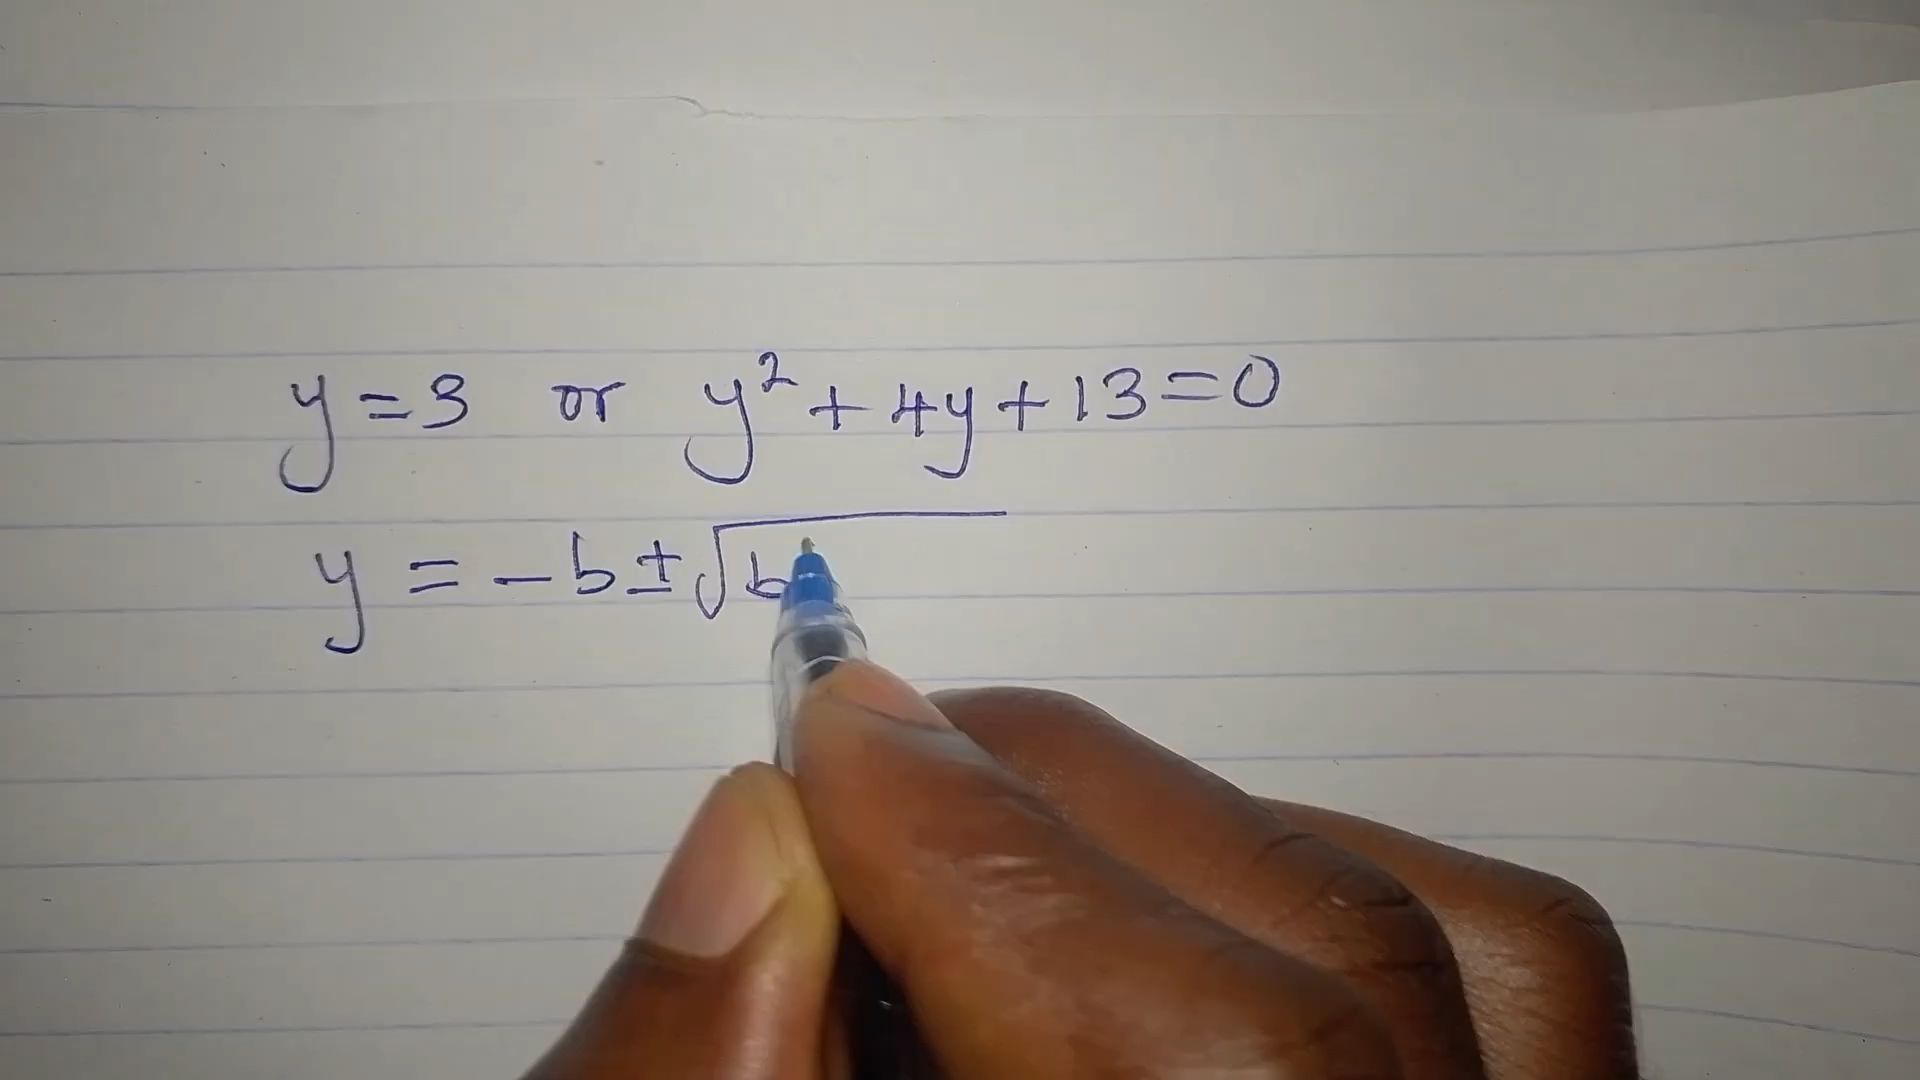 y = 3 or y² + 4y + 13 = 0
y = -b ± √b